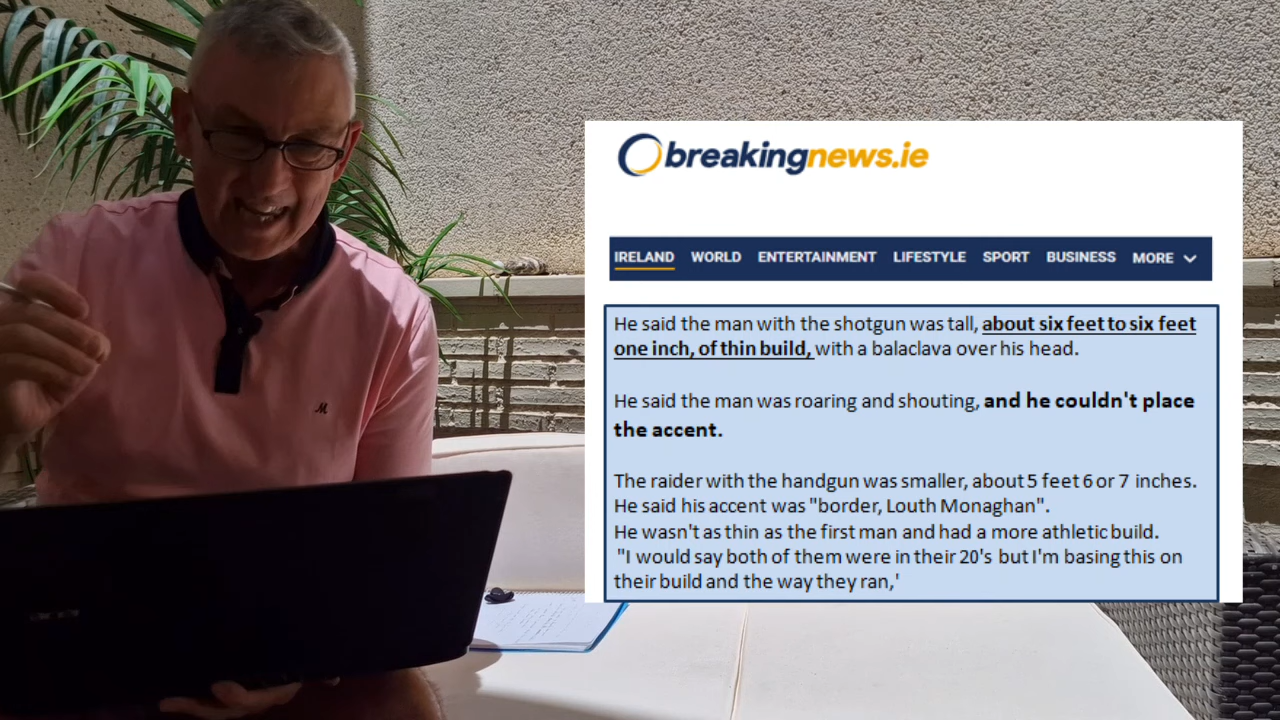 breakingnews.ie
IRELAND WORLD ENTERTAINMENT LIFESTYLE SPORT BUSINESS MORE
He said the man with the shotgun was tall, about six feet to six feet
one inch, of thin build, with a balaclava over his head.
He said the man was roaring and shouting, and he couldn't place
the accent.
The raider with the handgun was smaller, about 5 feet 6 or 7 inches.
He said his accent was "border, Louth Monaghan".
He wasn't as thin as the first man and had a more athletic build.
"I would say both of them were in their 20's but I'm basing this on
their build and the way they ran,'
M